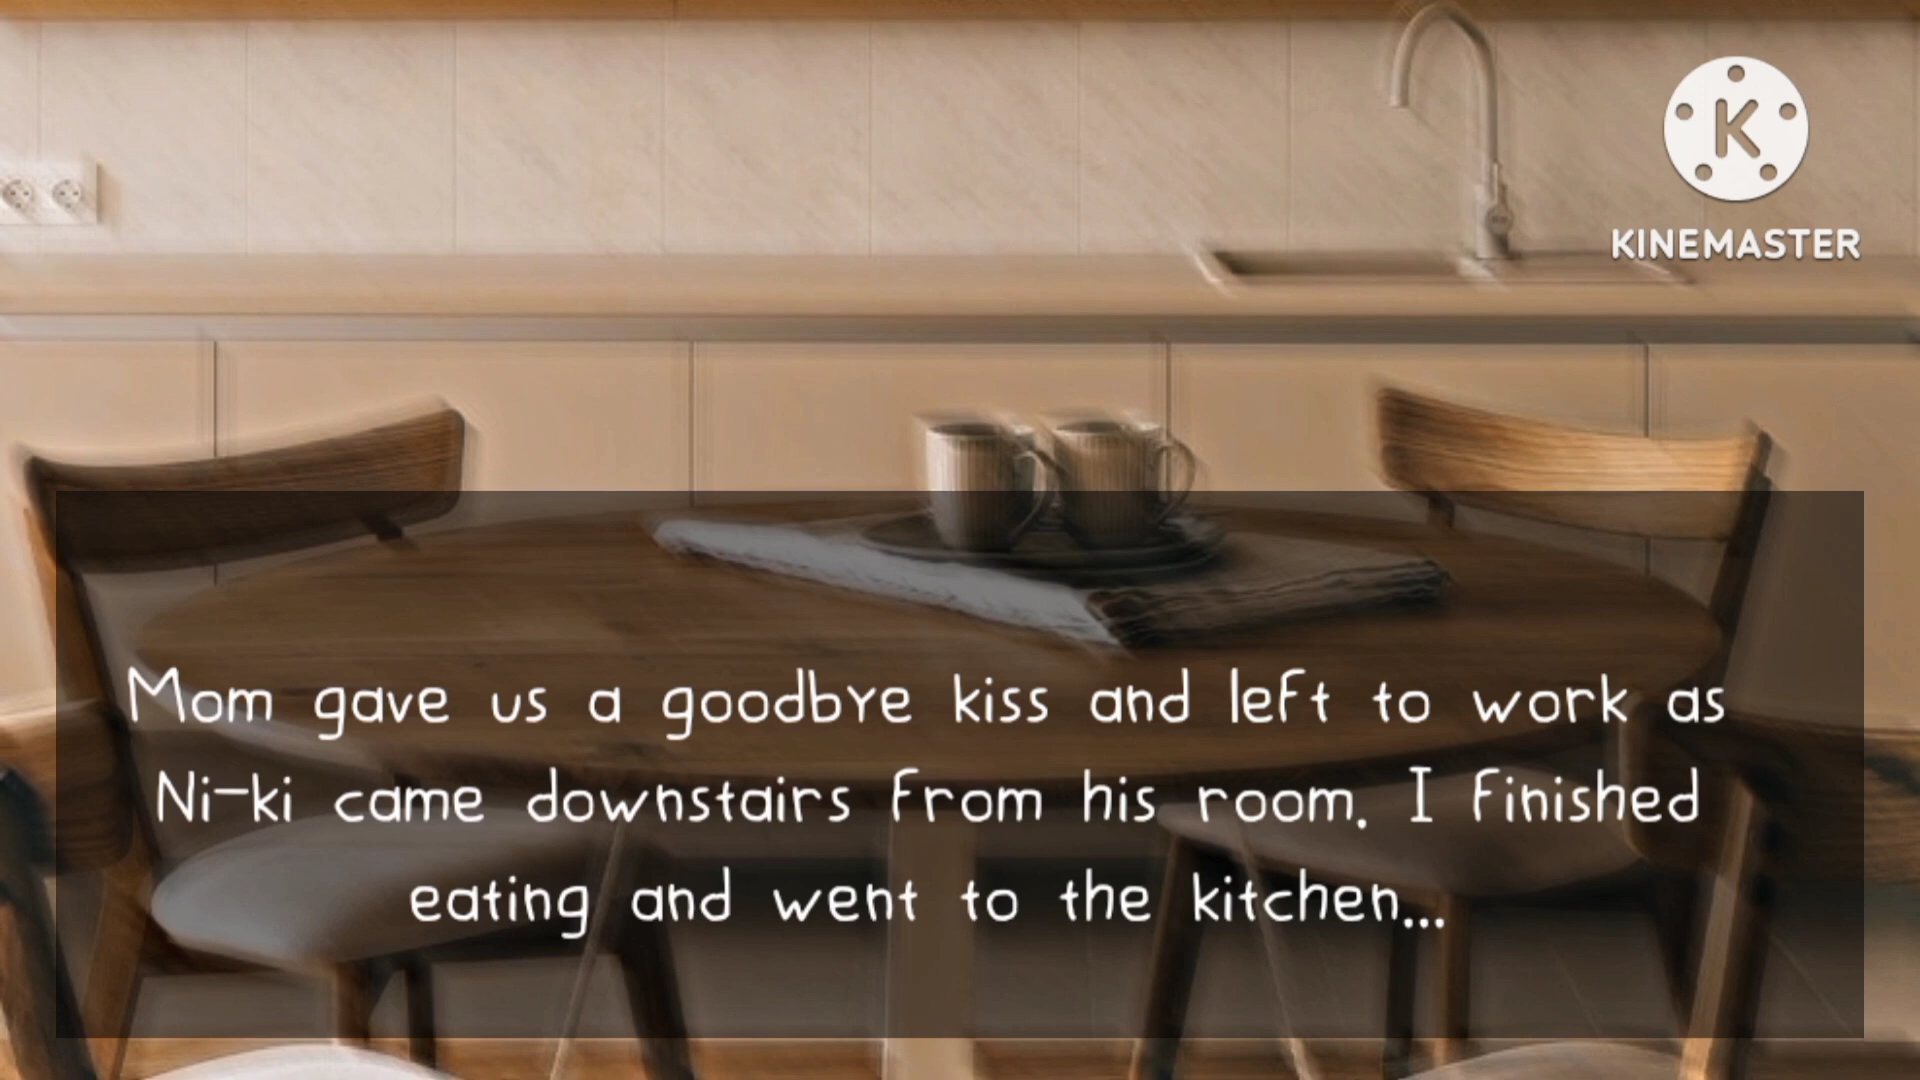 K
KINEMASTER
Mom gave us a goodbye kiss and left to work as
Ni-ki came downstairs from his room. I finished
eating and went to the kitchen...